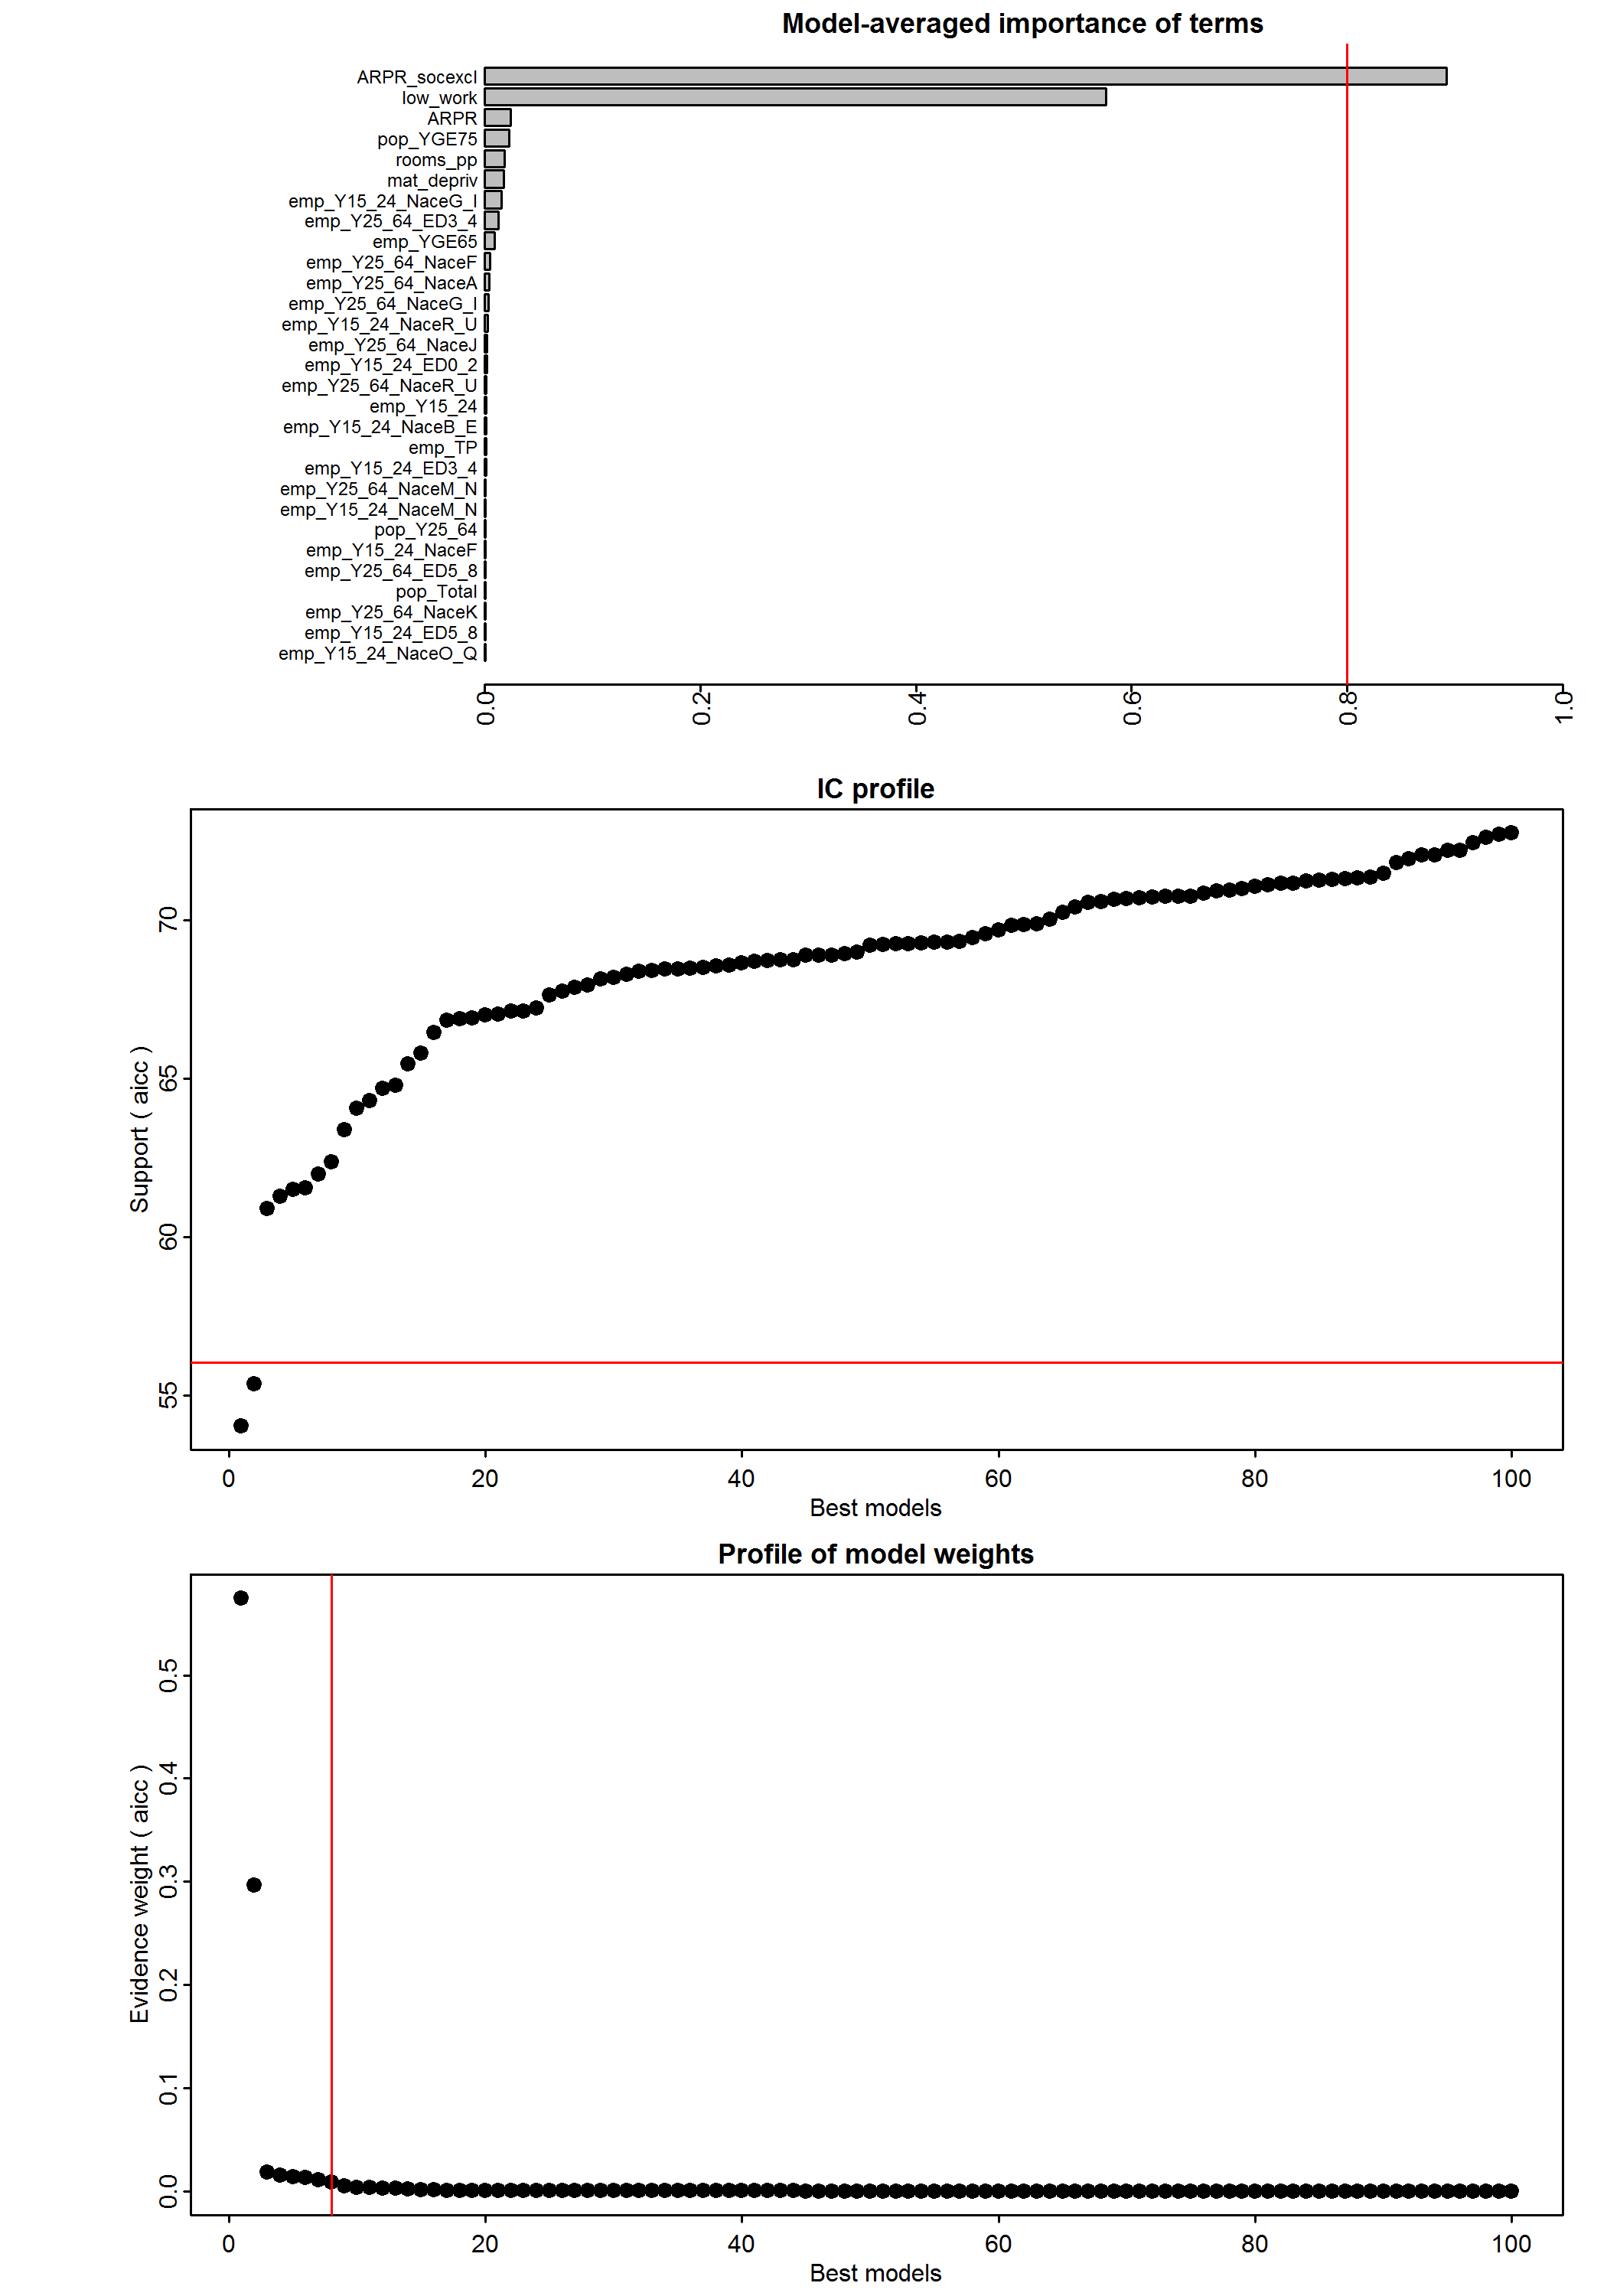 Model-averaged importance of terms
ARPR_socexcl
low_work
ARPR
pop_YGE75
rooms_pp
mat_depriv
emp_Y15_24_NaceG_I
emp_Y25_64_ED3_4
emp_YGE65
emp_Y25_64_NaceF
emp_Y25_64_NaceA
emp_Y25_64_NaceG_I
emp_Y15_24_NaceR_U
emp_Y25_64_NaceJ
emp_Y15_24_ED0_2
emp_Y25_64_NaceR_U
emp_Y15_24
emp_Y15_24_NaceB_E
emp_TP
emp_Y15_24_ED3_4
emp_Y25_64_NaceM_N
emp_Y15_24_NaceM_N
pop_Y25_64
emp_Y15_24_NaceF
emp_Y25_64_ED5_8
pop_Total
emp_Y25_64_NaceK
emp_Y15_24_ED5_8
emp_Y15_24_NaceO_Q
0.0 0.2 0.4 0.6 0.8 1.0
IC profile
Support ( aicc )
70
65
60
55
0 20 40 60 80 100
Best models
Profile of model weights
Evidence weight ( aicc )
0.5
0.4
0.3
0.2
0.1
0.0
0 20 40 60 80 100
Best models